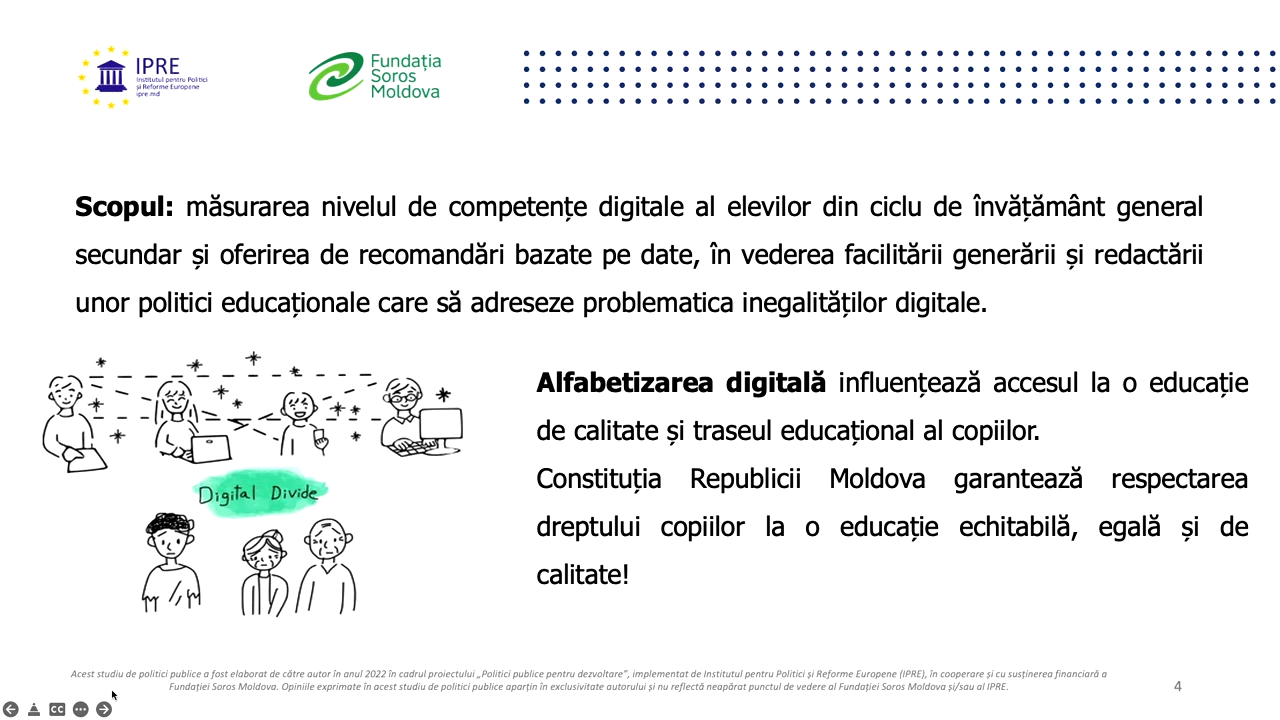 IPRE
Institutul pentru Politici
și Reforme Europene
ipre.md
Fundația
Soros
Moldova
Scopul: măsurarea nivelul de competențe digitale al elevilor din ciclu de învățământ general
secundar și oferirea de recomandări bazate pe date, în vederea facilitării generării și redactării
unor politici educaționale care să adreseze problematica inegalităților digitale.
Alfabetizarea digitală influențează accesul la o educație
de calitate și traseul educațional al copiilor.
Constituția Republicii Moldova garantează respectarea
dreptului copiilor la o educație echitabilă, egală și de
calitate!
Digital Divide
Acest studiu de politici publice a fost elaborat de către autor în anul 2022 în cadrul proiectului „Politici publice pentru dezvoltare”, implementat de Institutul pentru Politici și Reforme Europene (IPRE), în cooperare și cu susținerea financiară a
Fundației Soros Moldova. Opiniile exprimate în acest studiu de politici publice aparțin în exclusivitate autorului și nu reflectă neapărat punctul de vedere al Fundației Soros Moldova și/sau al IPRE.
4
CC